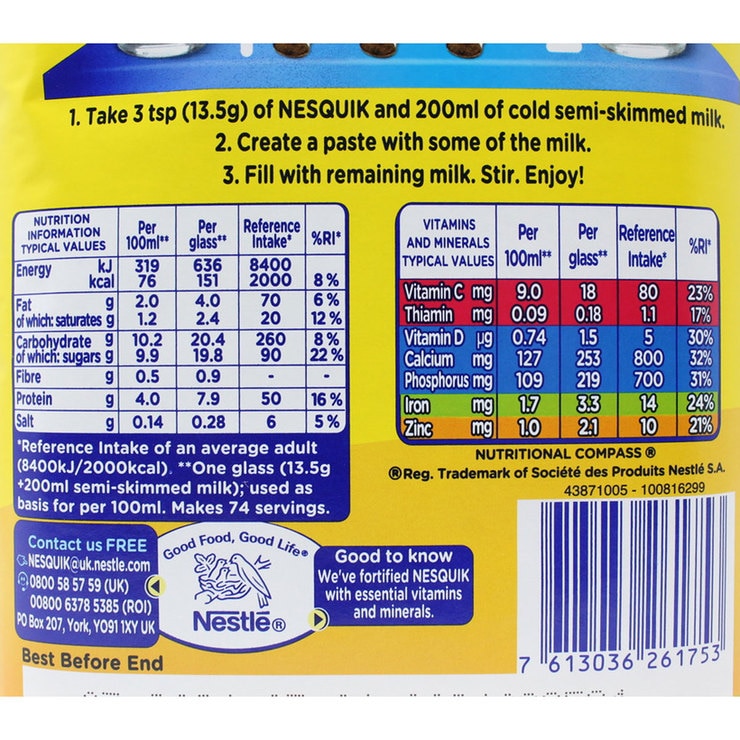 1. Take 3 tsp (13.5g) of NESQUIK and 200ml of cold semi-skimmed milk.
2. Create a paste with some of the milk.
3. Fill with remaining milk. Stir. Enjoy!
NUTRITION INFORMATION TYPICAL VALUES Per 100ml** Per glass** Reference Intake* %RI*
Energy kJ 319 636 8400
kcal 76 151 2000 8%
Fat g 2.0 4.0 70 6%
of which: saturates g 1.2 2.4 20 12%
Carbohydrate g 10.2 20.4 260 8%
of which: sugars g 9.9 19.8 90 22%
Fibre g 0.5 0.9 - -
Protein g 4.0 7.9 50 16%
Salt g 0.14 0.28 6 5%
*Reference Intake of an average adult
(8400kJ/2000kcal). **One glass (13.5g
+200ml semi-skimmed milk); used as
basis for per 100ml. Makes 74 servings.
VITAMINS AND MINERALS TYPICAL VALUES Per 100ml** Per glass** Reference Intake* %RI*
Vitamin C mg 9.0 18 80 23%
Thiamin mg 0.09 0.18 1.1 17%
Vitamin D µg 0.74 1.5 5 30%
Calcium mg 127 253 800 32%
Phosphorus mg 109 219 700 31%
Iron mg 1.7 3.3 14 24%
Zinc mg 1.0 2.1 10 21%
NUTRITIONAL COMPASS ®
®Reg. Trademark of Société des Produits Nestlé S.A.
43871005 - 100816299
Contact us FREE
NESQUIK@uk.nestle.com
0800 58 57 59 (UK)
00800 6378 5385 (ROI)
PO Box 207, York, YO91 1XY UK
Good Food, Good Life®
Nestlé®
Good to know
We've fortified NESQUIK
with essential vitamins
and minerals.
Best Before End
7 613036 261753